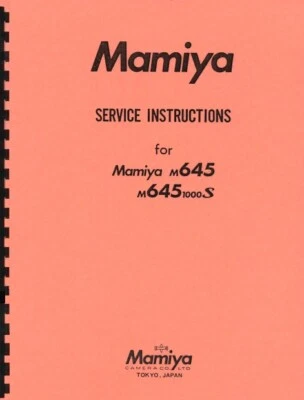 Mamiya
SERVICE INSTRUCTIONS
for
Mamiya M645
M645 1000S
Mamiya
CAMERA CO., LTD.
TOKYO, JAPAN